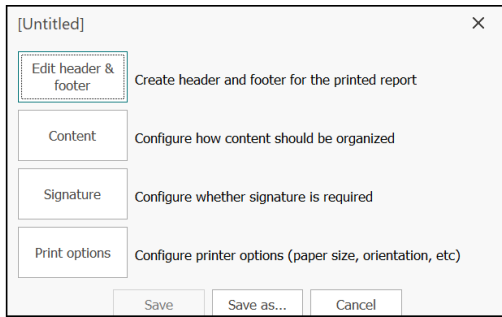 [Untitled]
Edit header &
footer
Create header and footer for the printed report
Content
Configure how content should be organized
Signature
Configure whether signature is required
Print options
Configure printer options (paper size, orientation, etc)
Save
Save as...
Cancel